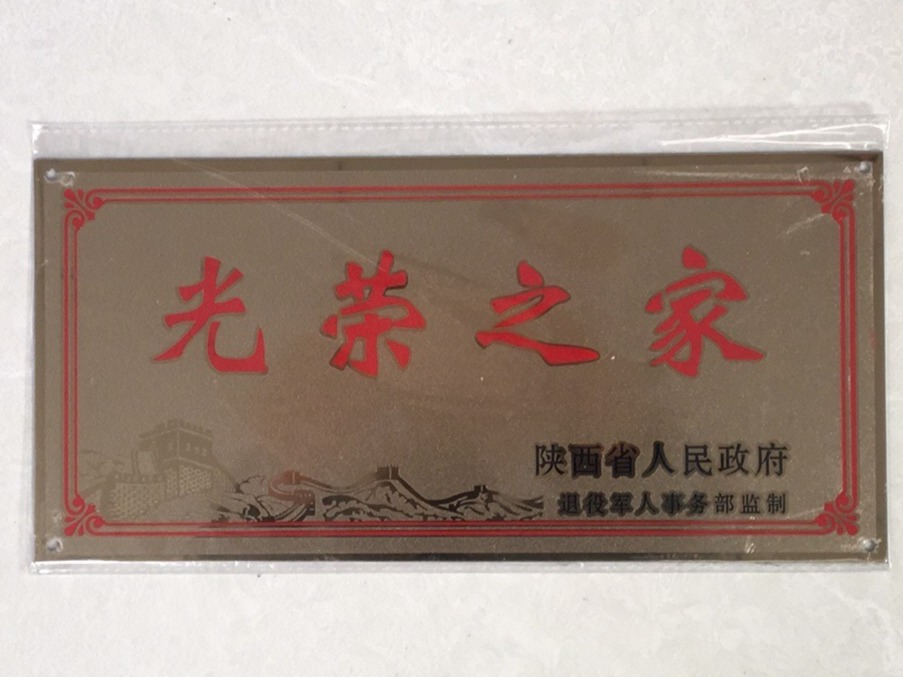 光荣之家
陕西省人民政府
退役军人事务部监制